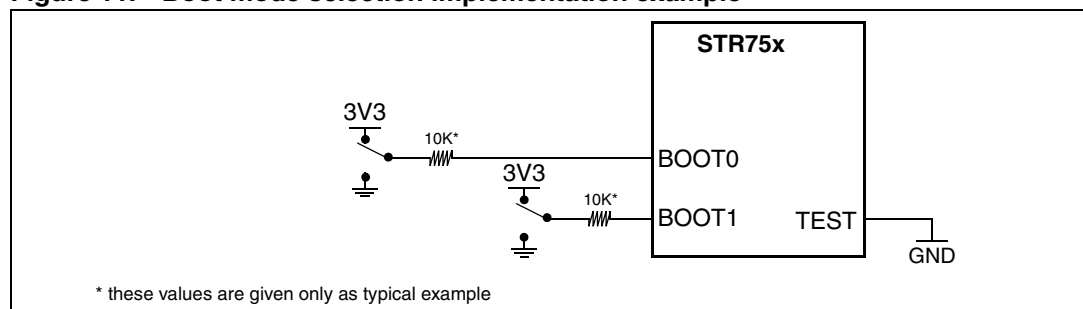 STR75x
3V3
10K*
BOOT0
3V3
10K*
BOOT1
TEST
GND
* these values are given only as typical example